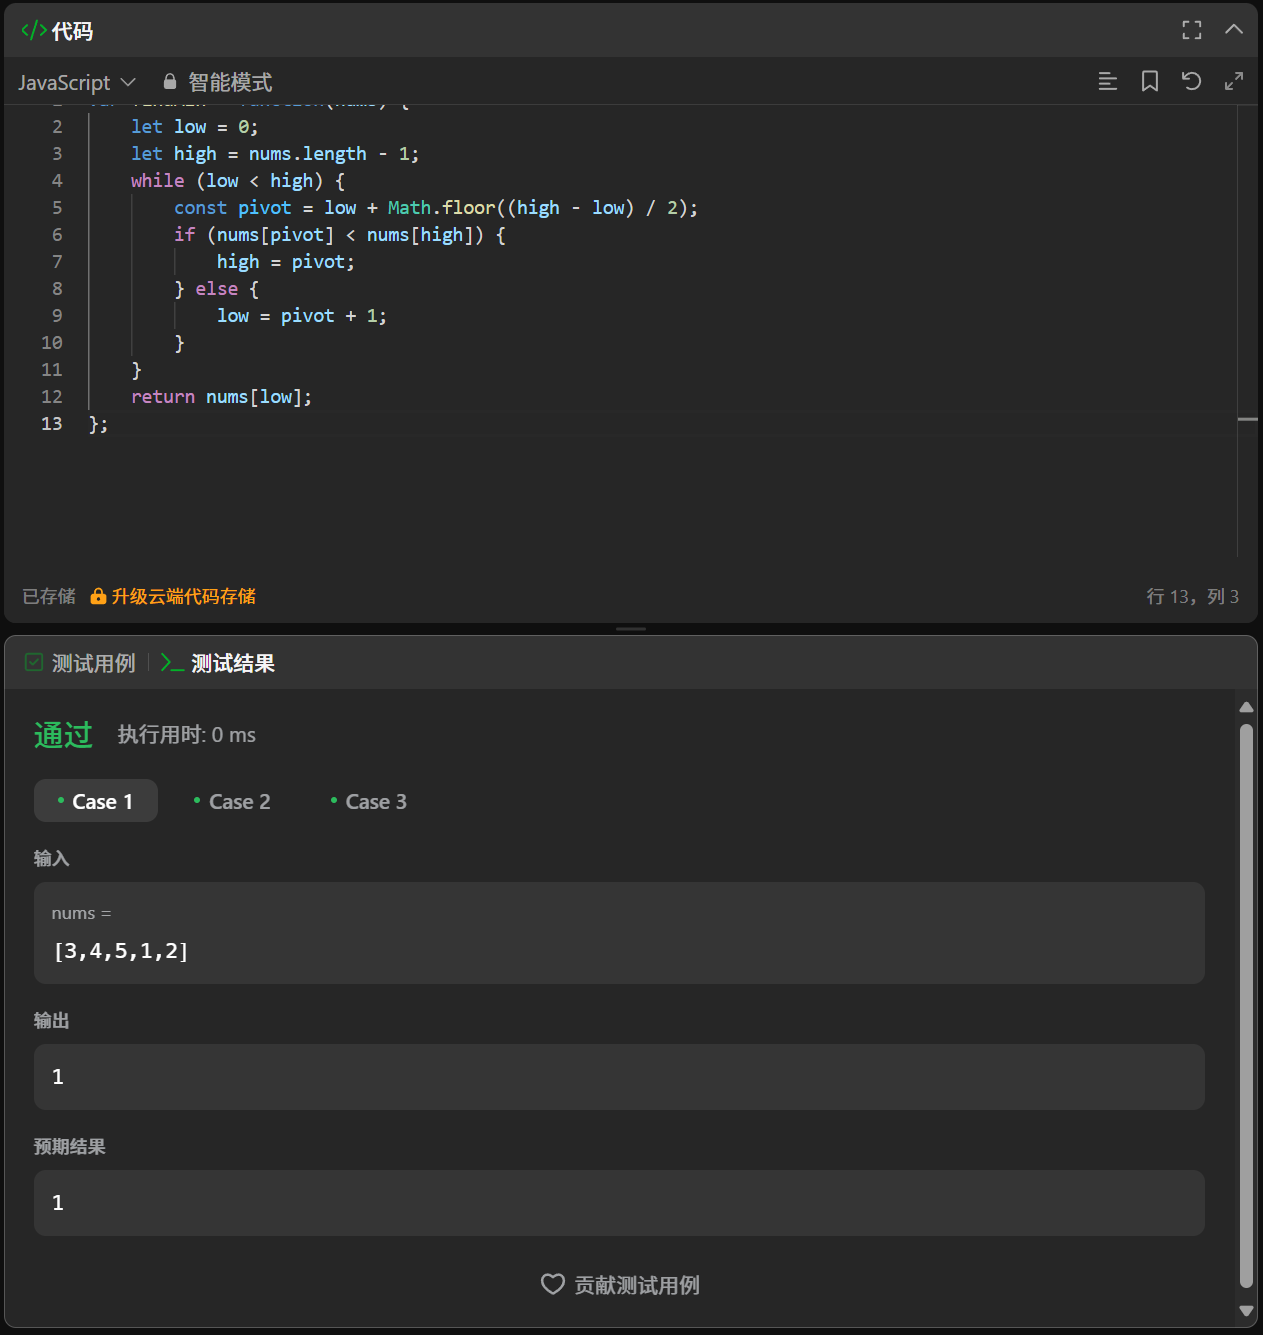 </> 代码
JavaScript 智能模式
2 let low = 0;
3 let high = nums.length - 1;
4 while (low < high) {
5 const pivot = low + Math.floor((high - low) / 2);
6 if (nums[pivot] < nums[high]) {
7 high = pivot;
8 } else {
9 low = pivot + 1;
10 }
11 }
12 return nums[low];
13 };
已存储 升级云端代码存储 行 13，列 3
测试用例 >_ 测试结果
通过 执行用时: 0 ms
Case 1 Case 2 Case 3
输入
nums =
[3,4,5,1,2]
输出
1
预期结果
1
贡献测试用例